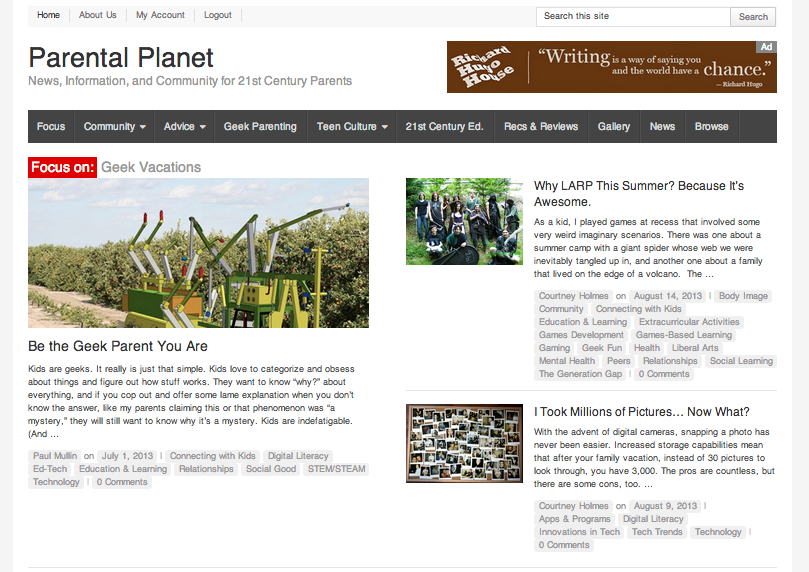 Home About Us My Account Logout
Search this site Search
Parental Planet
News, Information, and Community for 21st Century Parents
Richard Hugo House
“Writing is a way of saying you and the world have a chance.”
— Richard Hugo
Ad
Focus Community Advice Geek Parenting Teen Culture 21st Century Ed. Recs & Reviews Gallery News Browse
Focus on: Geek Vacations
Be the Geek Parent You Are
Kids are geeks. It really is just that simple. Kids love to categorize and obsess
about things and figure out how stuff works. They want to know “why?” about
everything, and if you cop out and offer some lame explanation when you don’t
know the answer, like my parents claiming this or that phenomenon was “a
mystery,” they will still want to know why it’s a mystery. Kids are indefatigable.
(And ...
Paul Mullin on July 1, 2013 | Connecting with Kids Digital Literacy
Ed-Tech Education & Learning Relationships Social Good STEM/STEAM
Technology | 0 Comments
Why LARP This Summer? Because It’s
Awesome.
As a kid, I played games at recess that involved some
very weird imaginary scenarios. There was one about a
summer camp with a giant spider whose web we were
inevitably tangled up in, and another one about a family
that lived on the edge of a volcano. The ...
Courtney Holmes on August 14, 2013 | Body Image
Community Connecting with Kids
Education & Learning Extracurricular Activities
Games Development Games-Based Learning
Gaming Geek Fun Health Liberal Arts
Mental Health Peers Relationships Social Learning
The Generation Gap | 0 Comments
I Took Millions of Pictures… Now What?
With the advent of digital cameras, snapping a photo has
never been easier. Increased storage capabilities mean
that after your family vacation, instead of 30 pictures to
look through, you have 3,000. The pros are countless, but
there are some cons, too. ...
Courtney Holmes on August 9, 2013 |
Apps & Programs Digital Literacy
Innovations in Tech Tech Trends Technology |
0 Comments